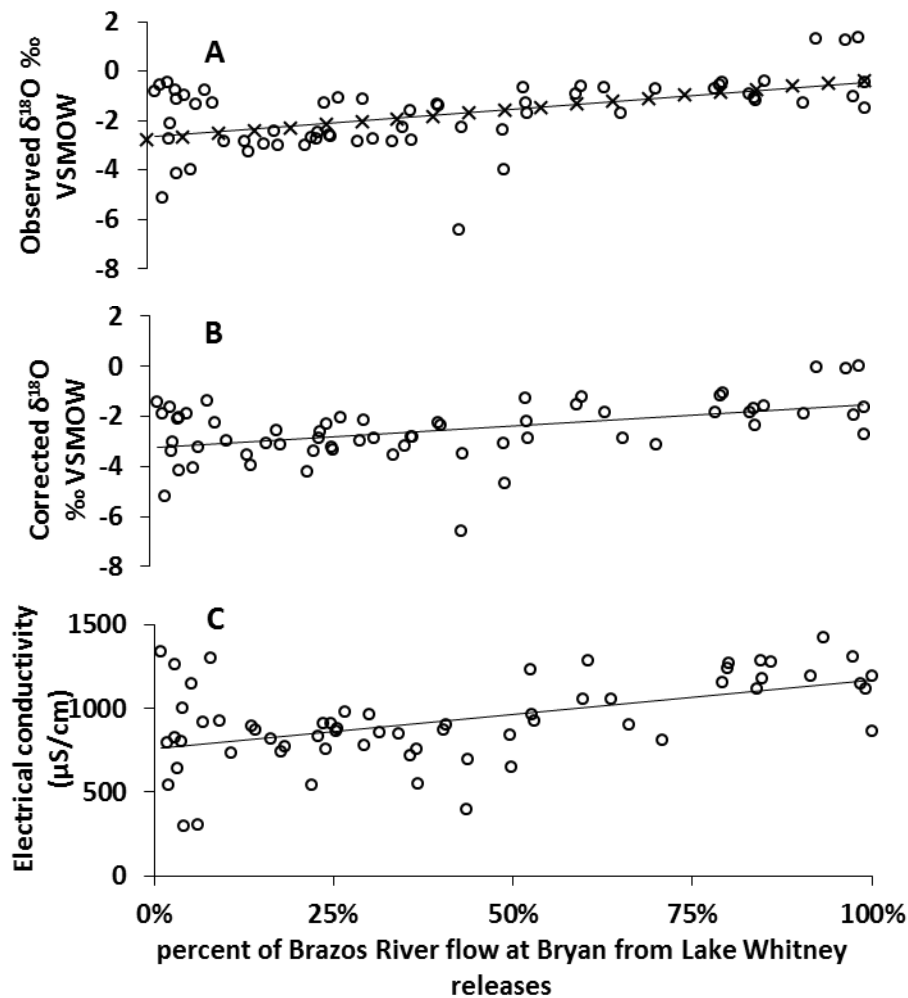 A
Observed δ¹⁸O ‰
VSMOW
2
0
-2
-4
-6
-8
B
Corrected δ¹⁸O
‰ VSMOW
2
0
-2
-4
-6
-8
C
Electrical conductivity
(µS/cm)
1500
1000
500
0
0% 25% 50% 75% 100%
percent of Brazos River flow at Bryan from Lake Whitney
releases